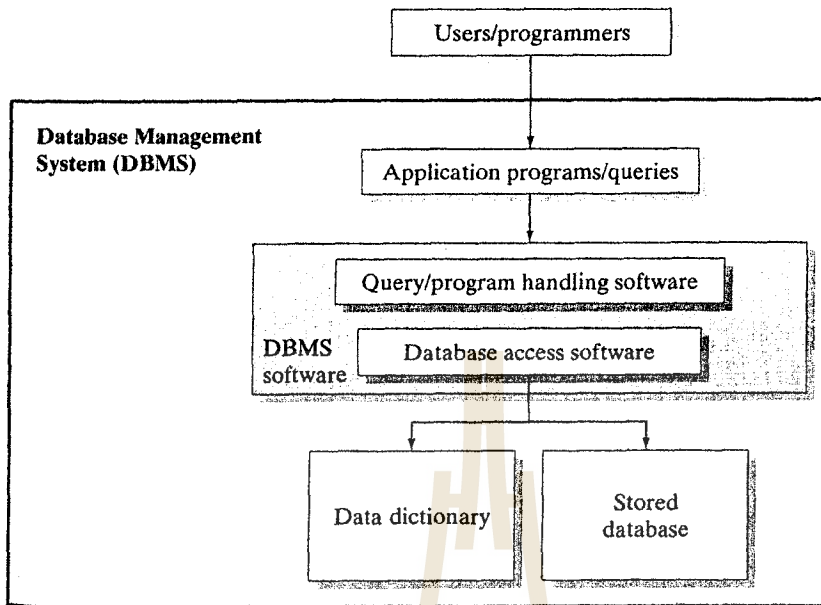 Users/programmers
Database Management
System (DBMS)
Application programs/queries
Query/program handling software
DBMS
software
Database access software
Data dictionary
Stored
database